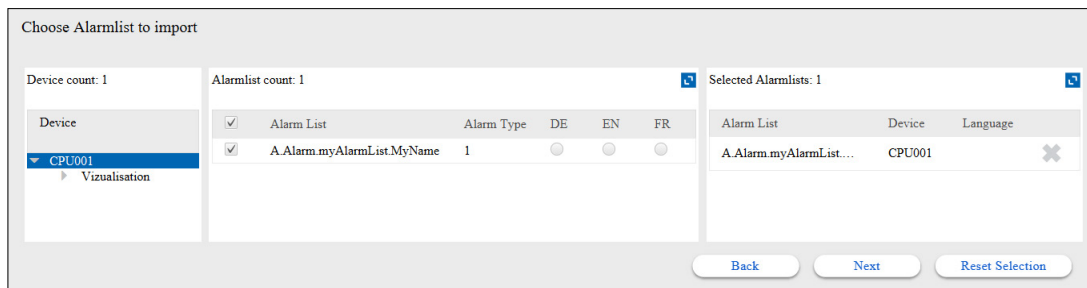 Choose Alarmlist to import
Device count: 1
Device
CPU001
Vizualisation
Alarmlist count: 1
Alarm List Alarm Type DE EN FR
A.Alarm.myAlarmList.MyName 1
Selected Alarmlists: 1
Alarm List Device Language
A.Alarm.myAlarmList.... CPU001
Back Next Reset Selection